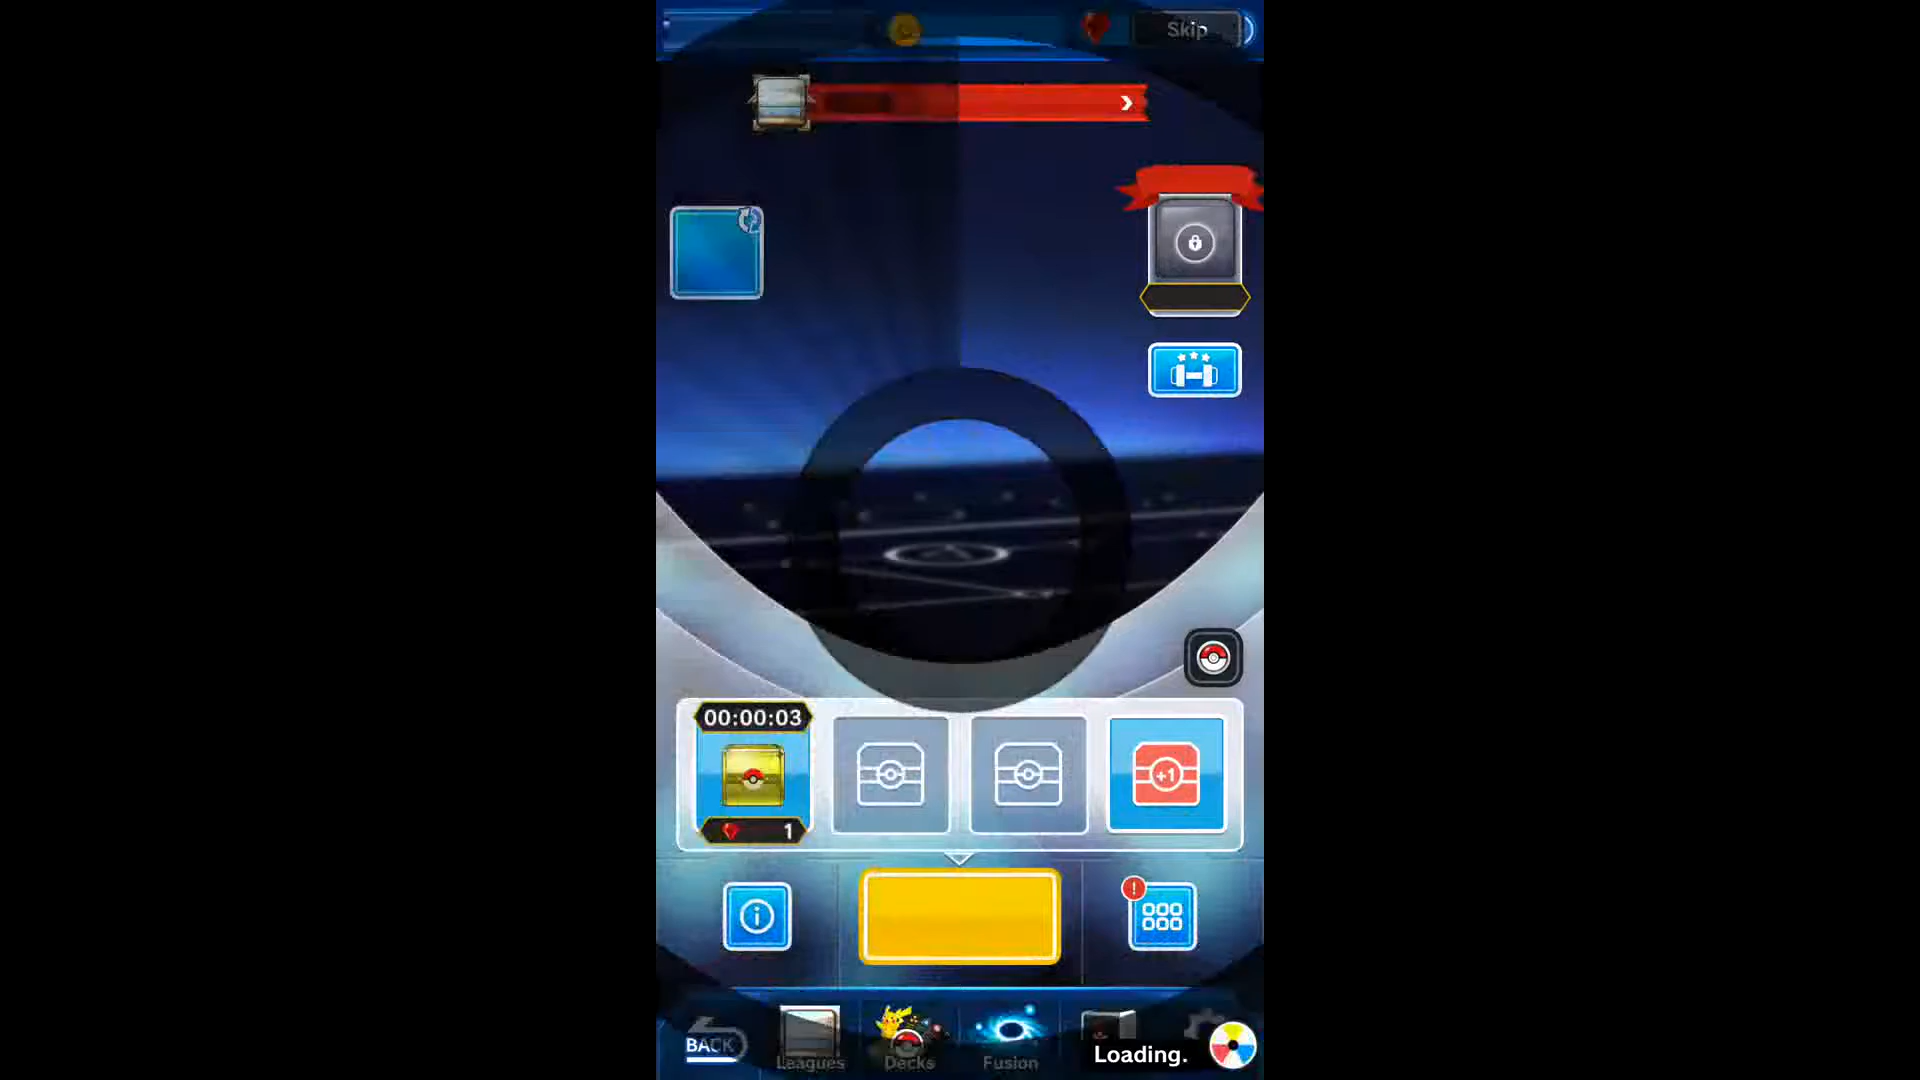 Skip
00:00:03
+1
1
!
BACK
Leagues
Decks
Fusion
Loading.